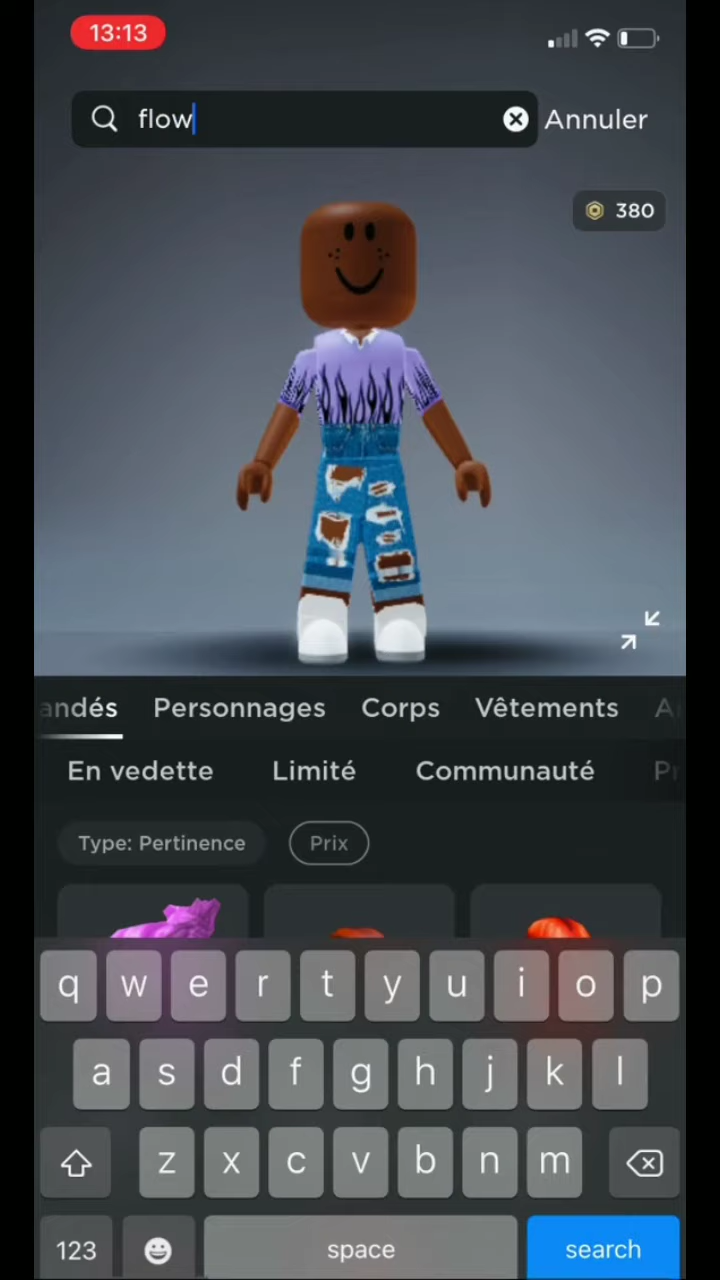 13:13
flow
Annuler
380
andés Personnages Corps Vêtements A
En vedette Limité Communauté Pr
Type: Pertinence Prix
q w e r t y u i o p
a s d f g h j k l
z x c v b n m
123 space search